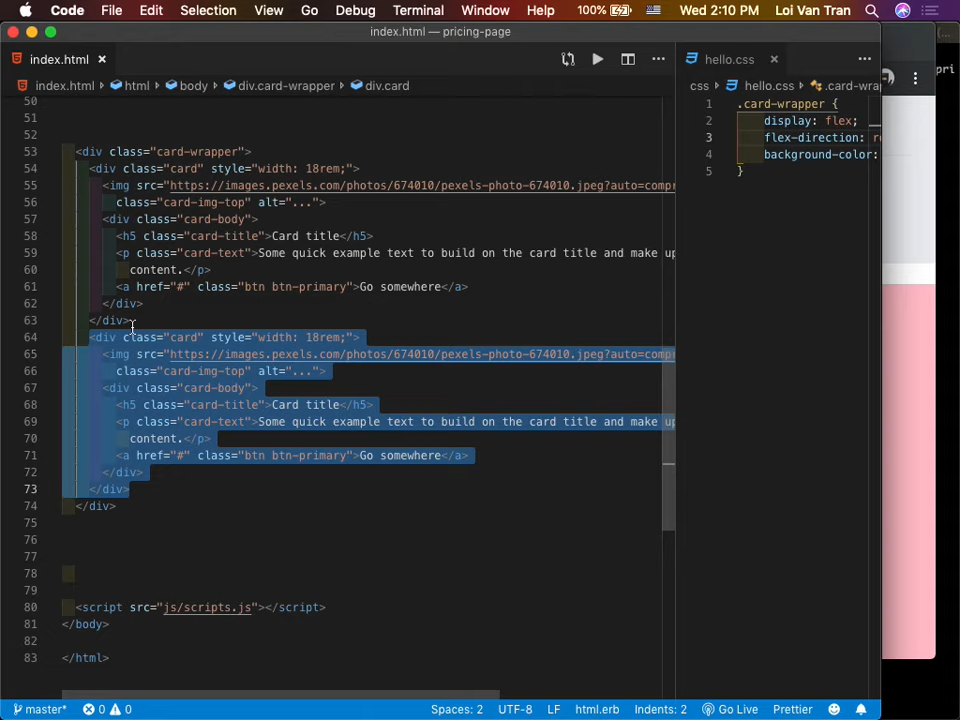 Code File Edit Selection View Go Debug Terminal Window Help 100% Wed 2:10 PM Loi Van Tran
index.html — pricing-page
index.html
hello.css
index.html › html › body › div.card-wrapper › div.card
css › hello.css › .card-wrap
50
51
52
53 <div class="card-wrapper">
54 <div class="card" style="width: 18rem;">
55 <img src="https://images.pexels.com/photos/674010/pexels-photo-674010.jpeg?auto=compr
56 class="card-img-top" alt="...">
57 <div class="card-body">
58 <h5 class="card-title">Card title</h5>
59 <p class="card-text">Some quick example text to build on the card title and make up
60 content.</p>
61 <a href="#" class="btn btn-primary">Go somewhere</a>
62 </div>
63 </div>
64 <div class="card" style="width: 18rem;">
65 <img src="https://images.pexels.com/photos/674010/pexels-photo-674010.jpeg?auto=compr
66 class="card-img-top" alt="...">
67 <div class="card-body">
68 <h5 class="card-title">Card title</h5>
69 <p class="card-text">Some quick example text to build on the card title and make up
70 content.</p>
71 <a href="#" class="btn btn-primary">Go somewhere</a>
72 </div>
73 </div>
74 </div>
75
76
77
78
79
80 <script src="js/scripts.js"></script>
81 </body>
82
83 </html>
1 .card-wrapper {
2 display: flex;
3 flex-direction: r
4 background-color:
5 }
pri
master* 0 0 Spaces: 2 UTF-8 LF html.erb Indents: 2 Go Live Prettier